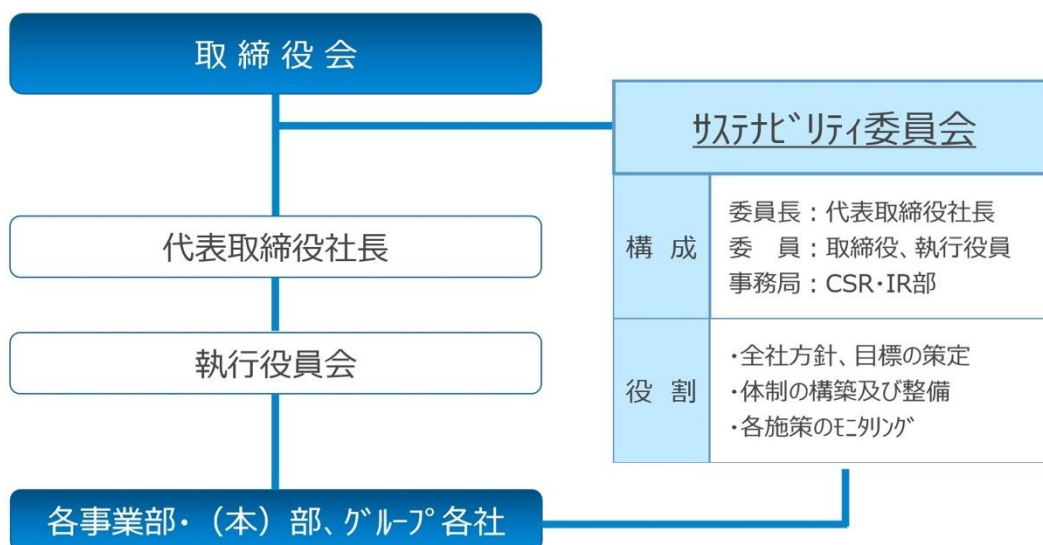 取 締 役 会
サステナビリティ委員会
構 成
委員長：代表取締役社長
委　員：取締役、執行役員
事務局：CSR・IR部
役 割
・全社方針、目標の策定
・体制の構築及び整備
・各施策のモニタリング
代表取締役社長
執行役員会
各事業部・（本）部、グループ各社